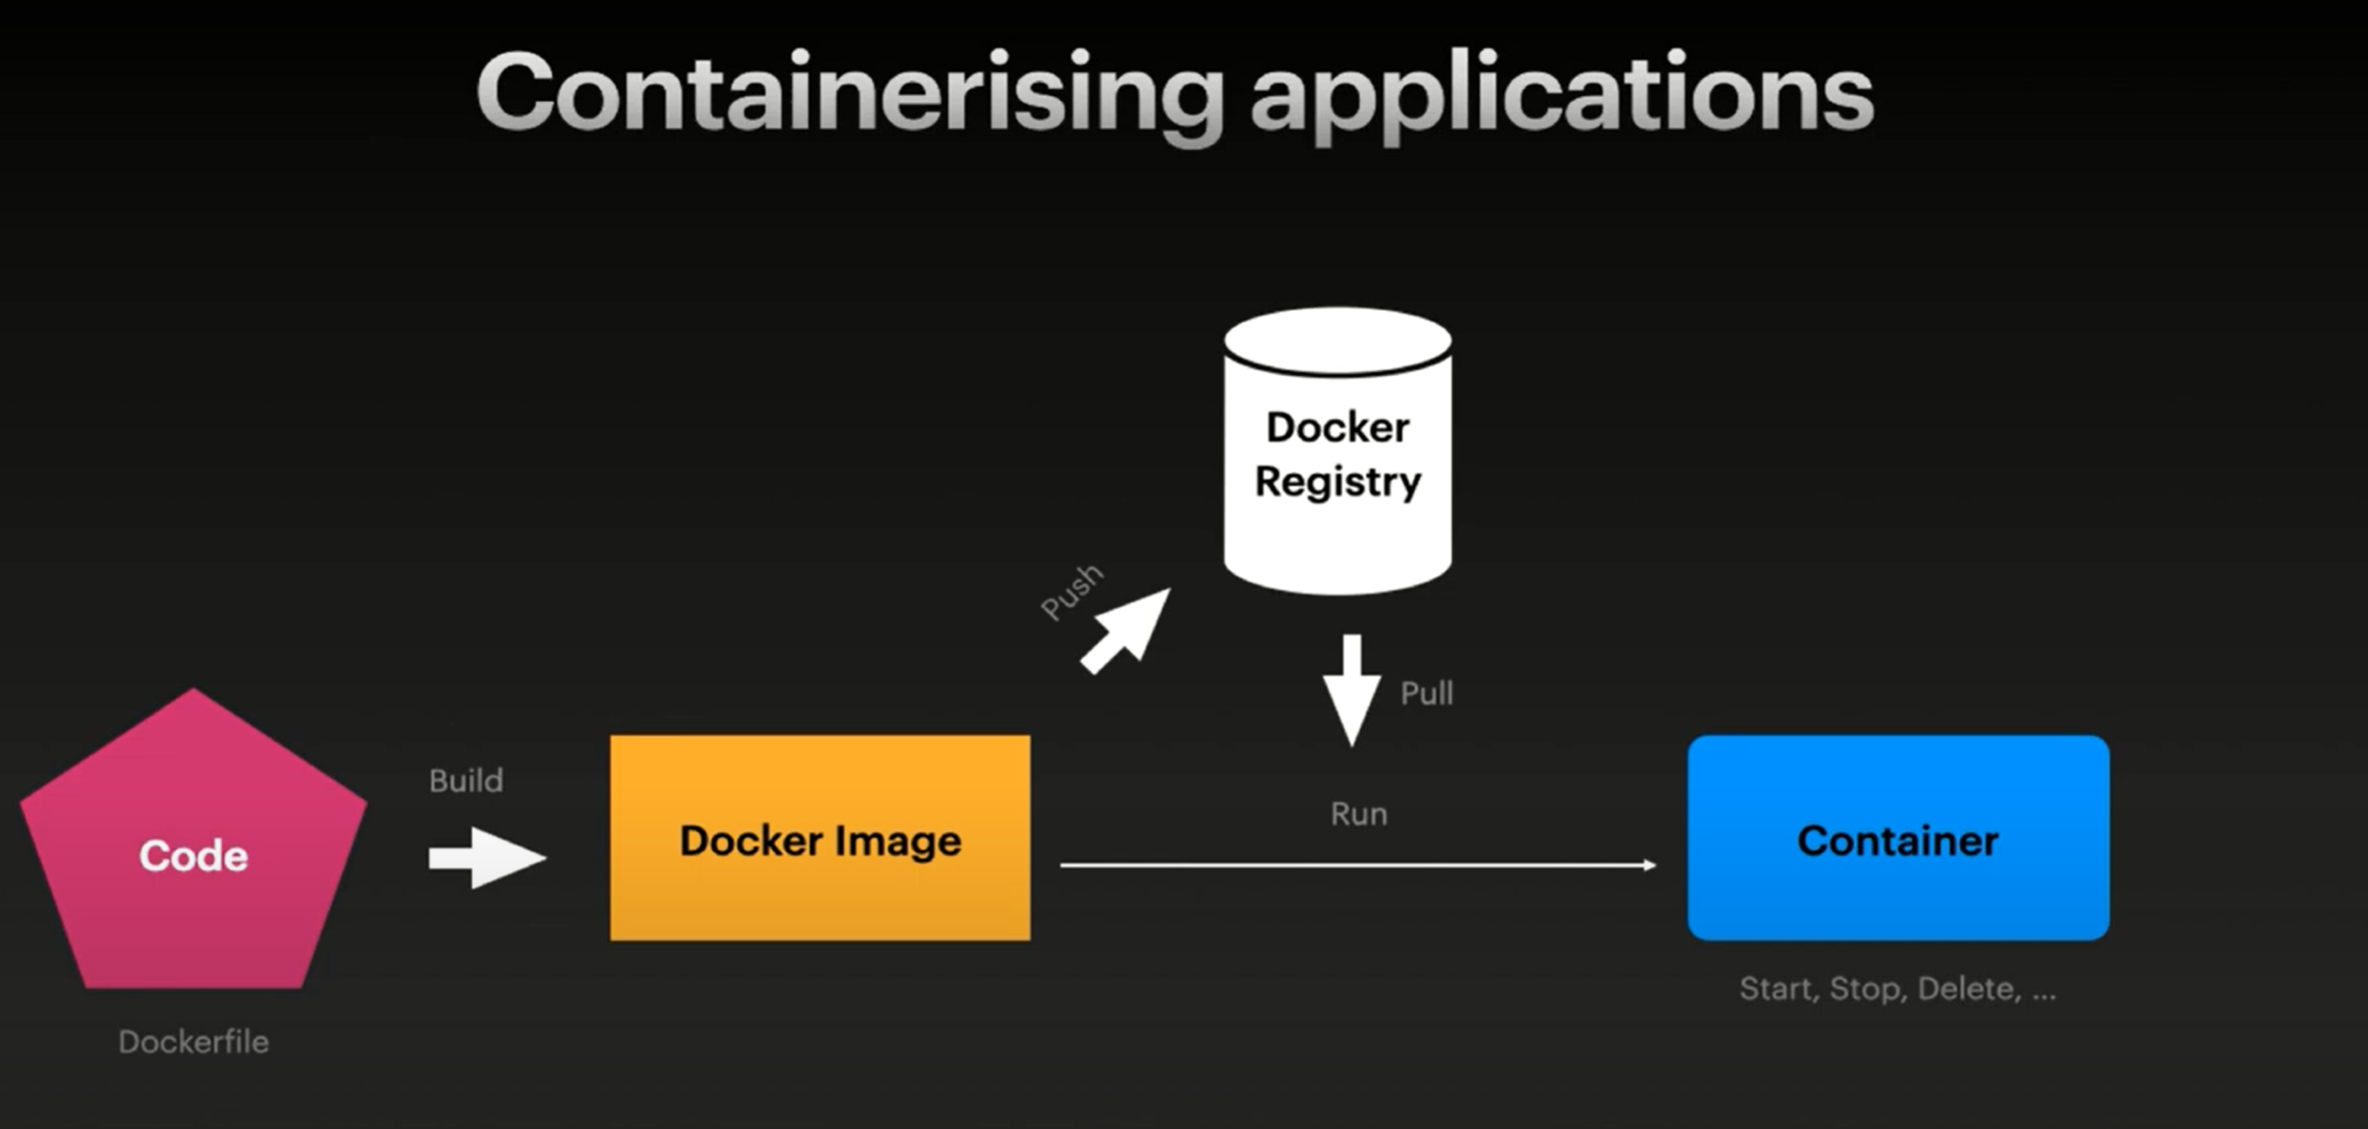 Containerising applications
Docker
Registry
Push
Pull
Build
Run
Code
Docker Image
Container
Start, Stop, Delete, ...
Dockerfile